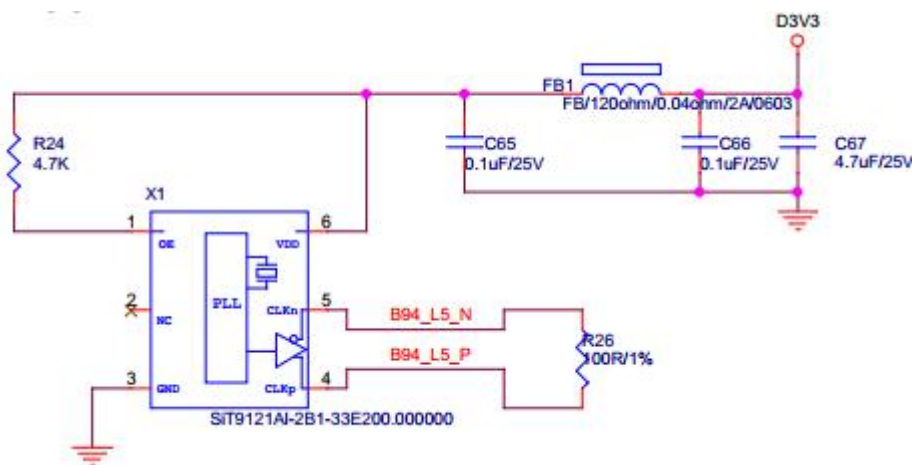 D3V3
FB1
FB/120ohm/0.04ohm/2A/0603
R24
4.7K
C65
0.1uF/25V
C66
0.1uF/25V
C67
4.7uF/25V
X1
1
6
OE
VDD
PLL
2
NC
5
CLKn
B94_L5_N
R26
100R/1%
B94_L5_P
3
GND
4
CLKp
SiT9121AI-2B1-33E200.000000